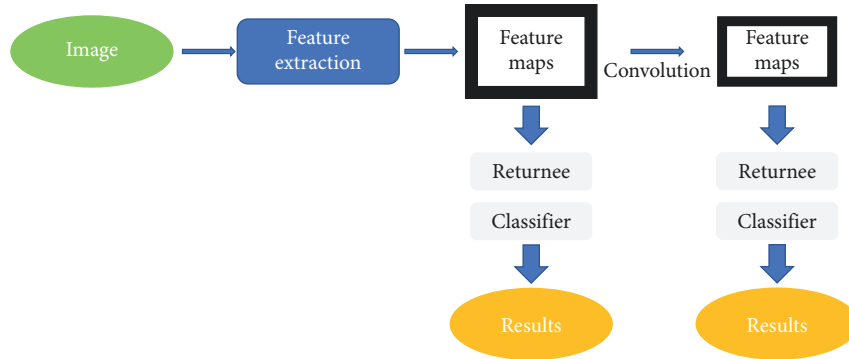 Image
Feature
extraction
Feature
maps
Convolution
Feature
maps
Returnee
Classifier
Results
Returnee
Classifier
Results